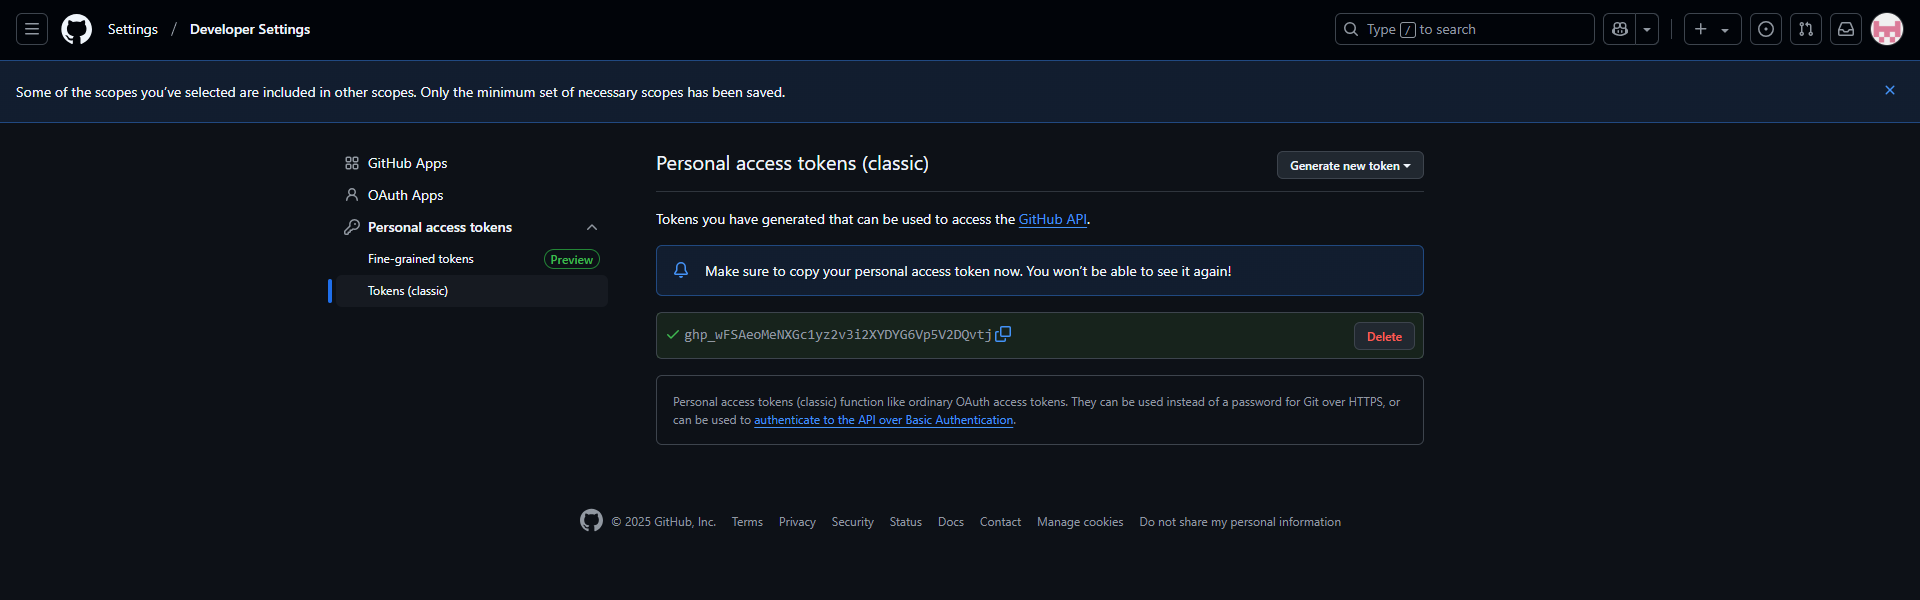 Settings / Developer Settings
Type / to search
Some of the scopes you've selected are included in other scopes. Only the minimum set of necessary scopes has been saved.
GitHub Apps
OAuth Apps
Personal access tokens
Fine-grained tokens Preview
Tokens (classic)
Personal access tokens (classic)
Generate new token
Tokens you have generated that can be used to access the GitHub API.
Make sure to copy your personal access token now. You won't be able to see it again!
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
Delete
Personal access tokens (classic) function like ordinary OAuth access tokens. They can be used instead of a password for Git over HTTPS, or
can be used to authenticate to the API over Basic Authentication.
© 2025 GitHub, Inc. Terms Privacy Security Status Docs Contact Manage cookies Do not share my personal information